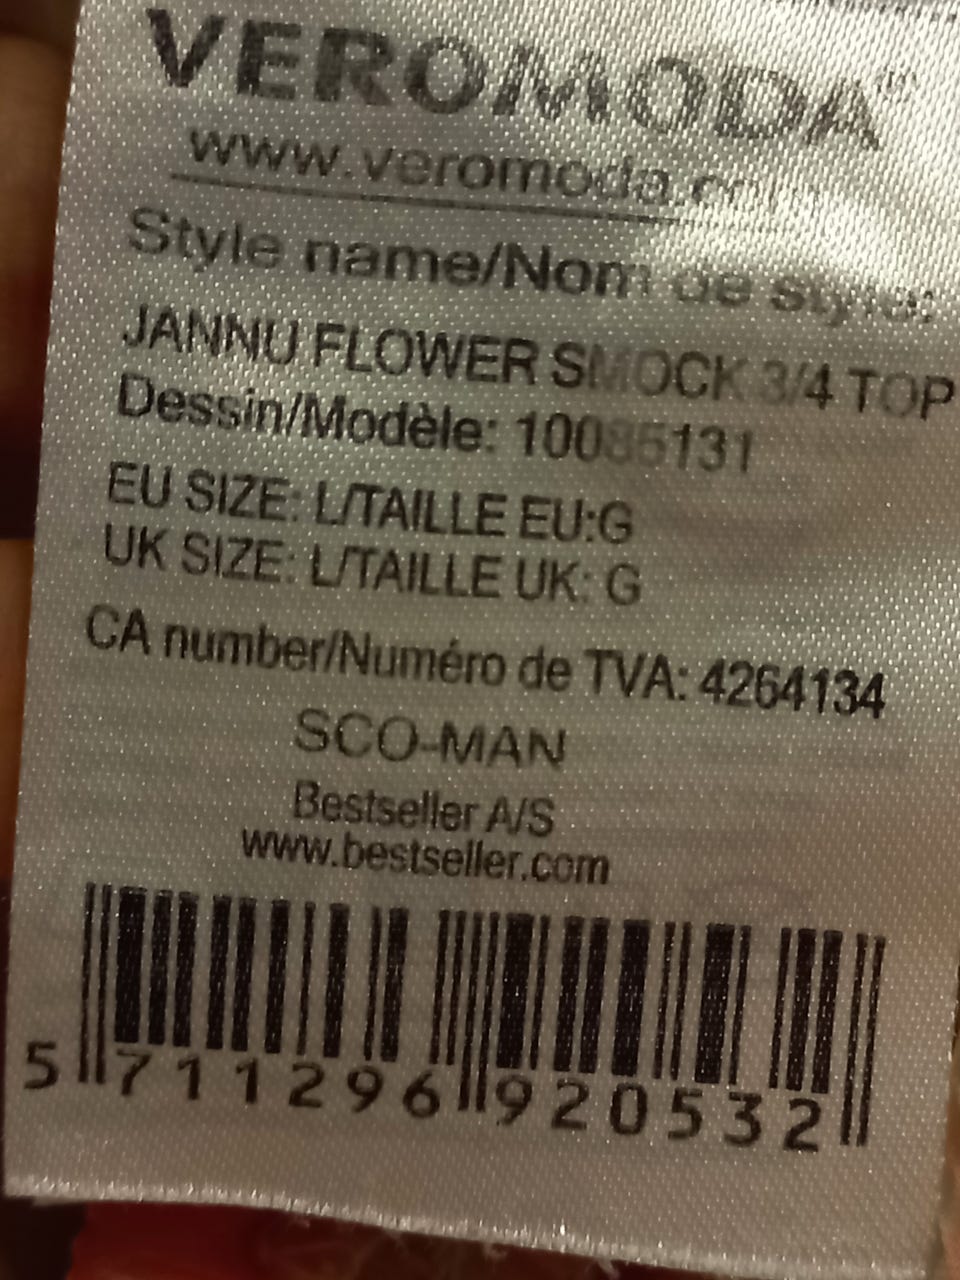 VEROMODA
www.veromoda.com
Style name/Nom de style:
JANNU FLOWER SMOCK 3/4 TOP
Dessin/Modèle: 10085131
EU SIZE: L/TAILLE EU:G
UK SIZE: L/TAILLE UK: G
CA number/Numéro de TVA: 4264134
SCO-MAN
Bestseller A/S
www.bestseller.com
5 711296 920532